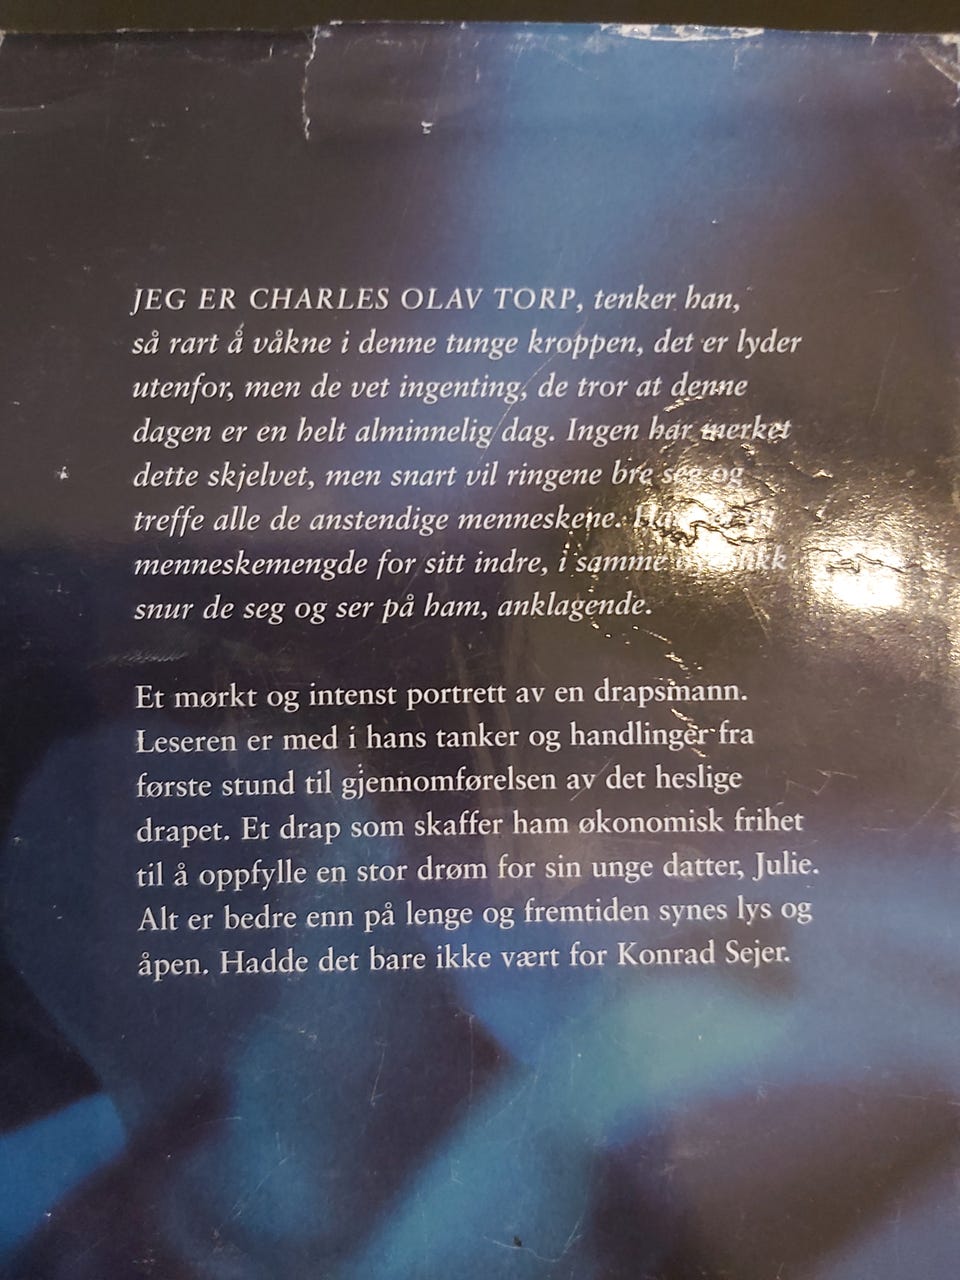 JEG ER CHARLES OLAV TORP, tenker han,
så rart å våkne i denne tunge kroppen, det er lyder
utenfor, men de vet ingenting, de tror at denne
dagen er en helt alminnelig dag. Ingen har merket
dette skjelvet, men snart vil ringene bre seg og
treffe alle de anstendige menneskene. Han
menneskemengde for sitt indre, i samme øyeblikk
snur de seg og ser på ham, anklagende.
Et mørkt og intenst portrett av en drapsmann.
Leseren er med i hans tanker og handlinger fra
første stund til gjennomførelsen av det heslige
drapet. Et drap som skaffer ham økonomisk frihet
til å oppfylle en stor drøm for sin unge datter, Julie.
Alt er bedre enn på lenge og fremtiden synes lys og
åpen. Hadde det bare ikke vært for Konrad Sejer.